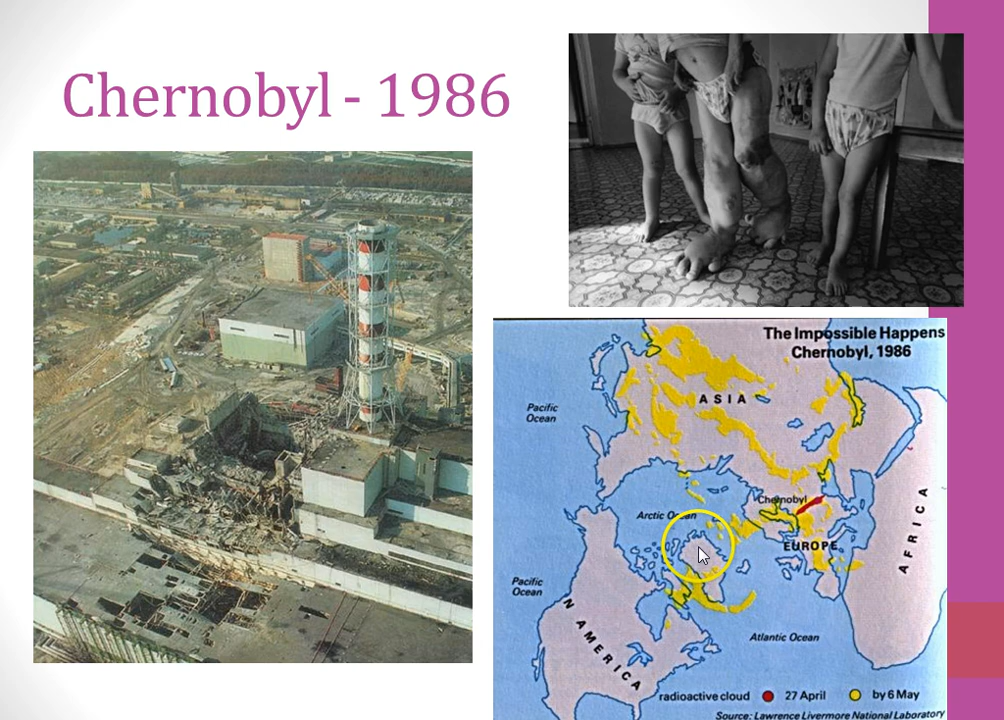 Chernobyl - 1986
The Impossible Happens
Chernobyl, 1986
Pacific
Ocean
ASIA
Chernobyl
Arctic Ocean
EUROPE
AFRICA
Pacific
Ocean
N AMERICA
Atlantic Ocean
radioactive cloud 27 April by 6 May
Source: Lawrence Livermore National Laboratory